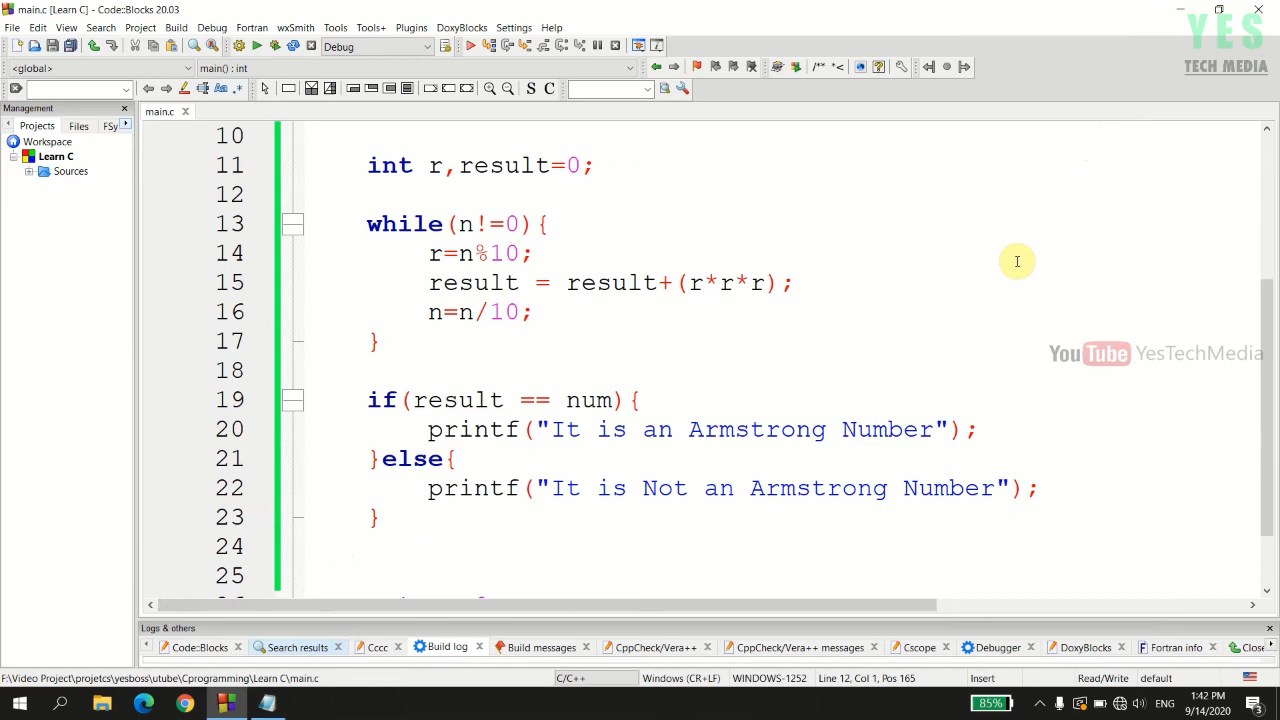 main.c [Learn C] - Code::Blocks 20.03
YES
TECH MEDIA
File Edit View Search Project Build Debug Fortran wxSmith Tools Tools+ Plugins DoxyBlocks Settings Help
Debug
<global> main() : int
/** *<
S C
Management
Projects Files FSy
Workspace
Learn C
Sources
main.c
10
11 int r,result=0;
12
13 while(n!=0){
14 r=n%10;
15 result = result+(r*r*r);
16 n=n/10;
17 }
18
19 if(result == num){
20 printf("It is an Armstrong Number");
21 }else{
22 printf("It is Not an Armstrong Number");
23 }
24
25
YouTube YesTechMedia
Logs & others
Code::Blocks Search results Cccc Build log Build messages CppCheck/Vera++ CppCheck/Vera++ messages Cscope Debugger DoxyBlocks Fortran info Close
F:\Video Project\projetcs\yesboss\utube\Cprogramming\Learn C\main.c C/C++ Windows (CR+LF) WINDOWS-1252 Line 12, Col 1, Pos 165 Insert Read/Write default
85% ENG 1:42 PM
9/14/2020 3